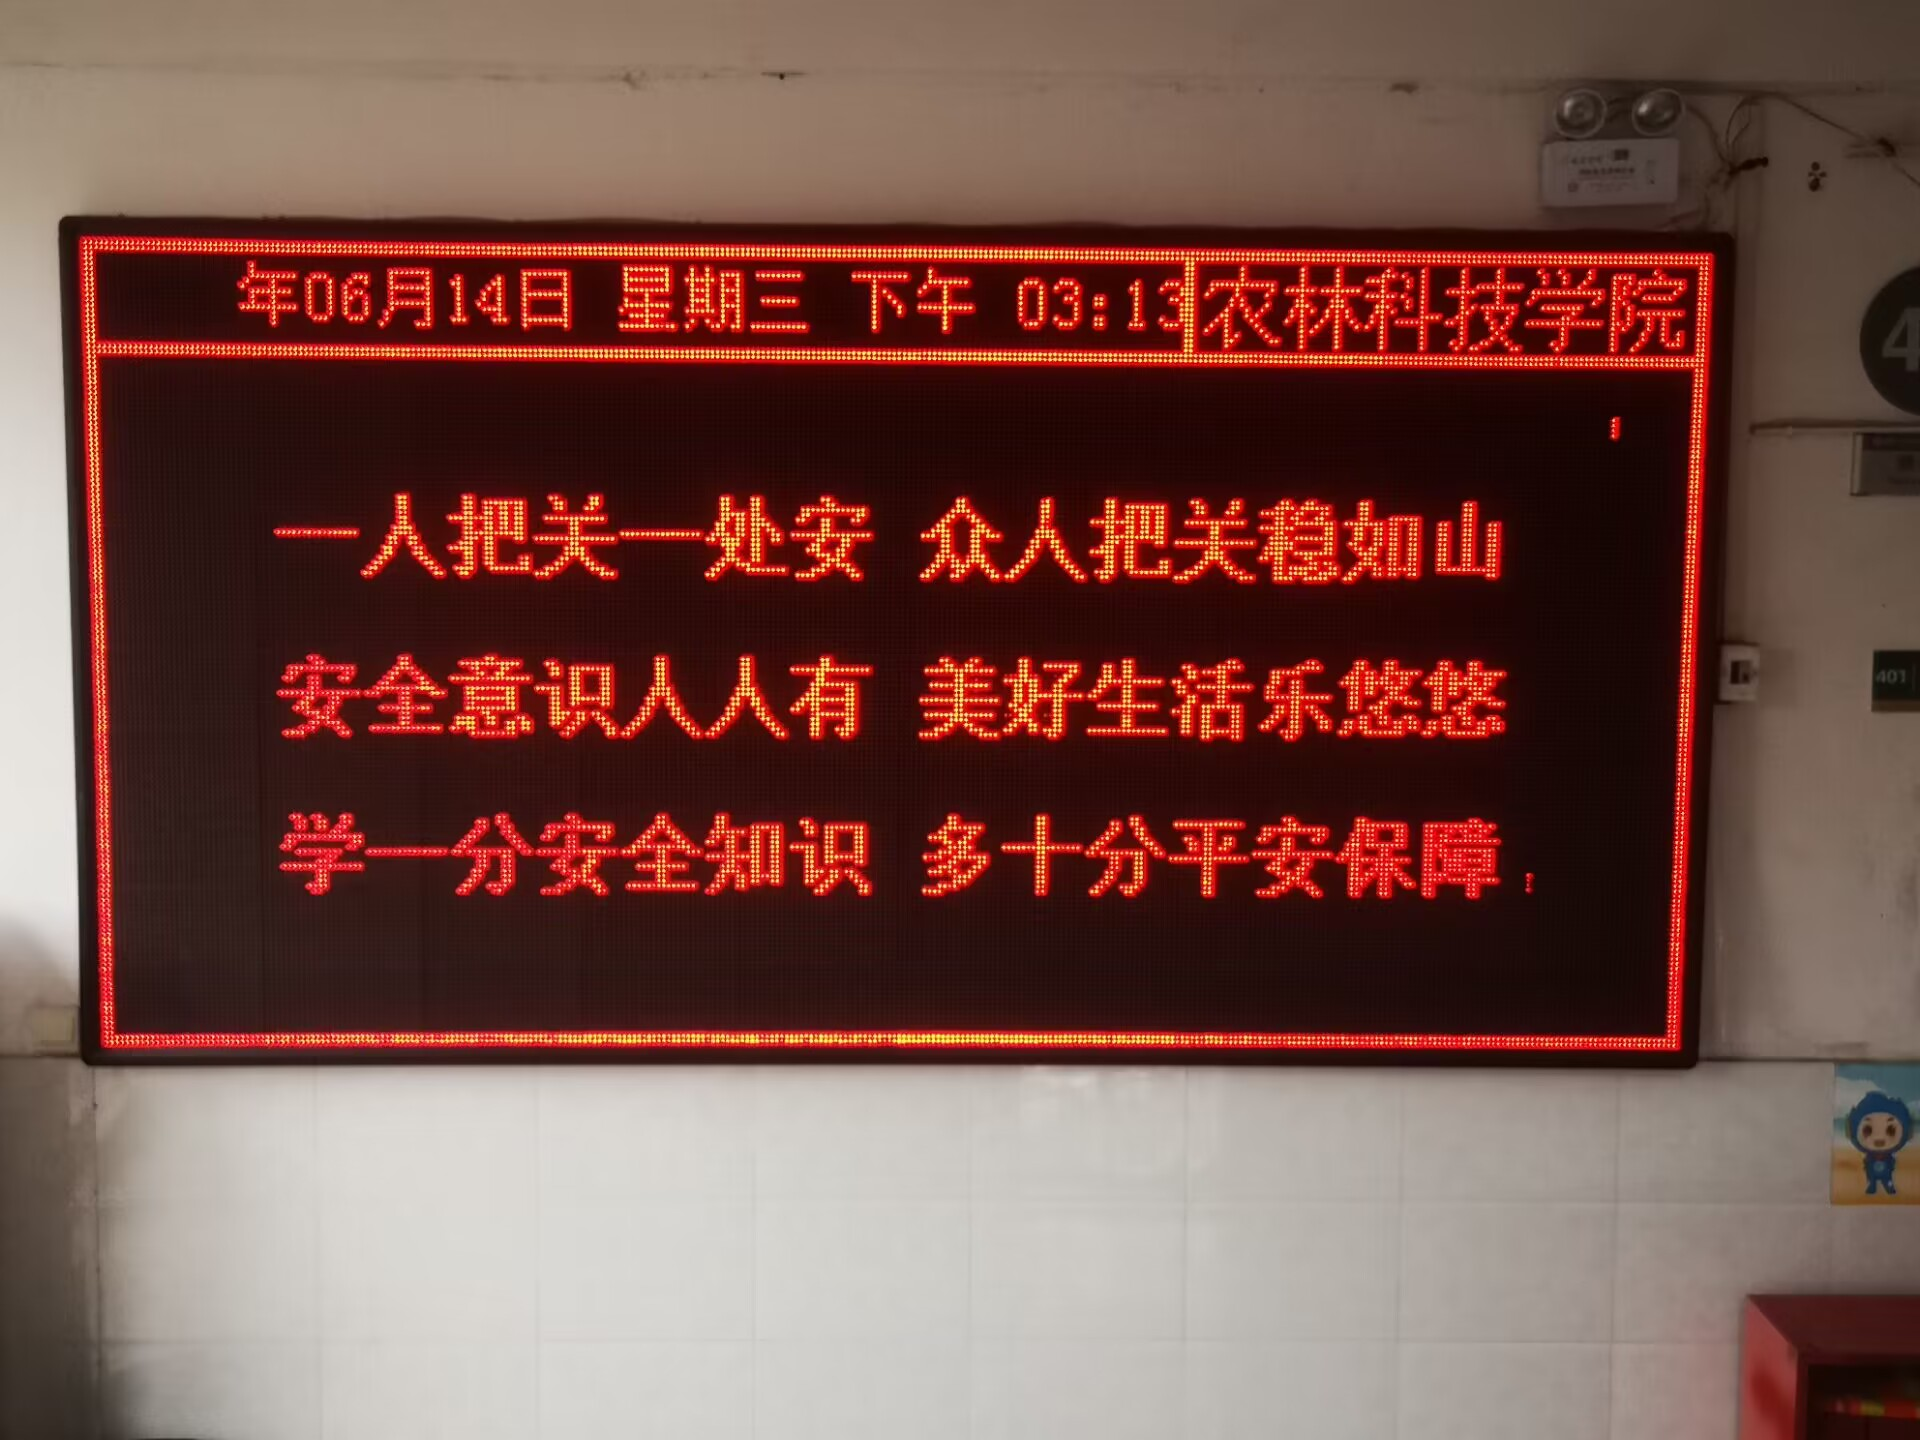 年06月14日 星期三 下午 03:13
农林科技学院
一人把关一处安 众人把关稳如山
安全意识人人有 美好生活乐悠悠
学一分安全知识 多十分平安保障
4
401